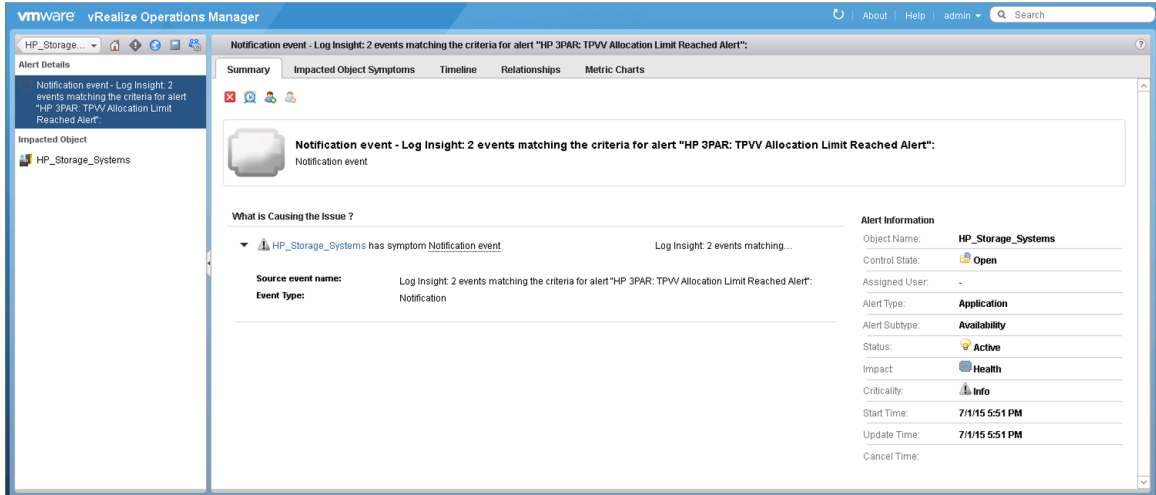 vmware vRealize Operations Manager
About | Help | admin
Search
HP_Storage...
Alert Details
Notification event - Log Insight: 2
events matching the criteria for alert
"HP 3PAR: TPVV Allocation Limit
Reached Alert":
Impacted Object
HP_Storage_Systems
Notification event - Log Insight: 2 events matching the criteria for alert "HP 3PAR: TPVV Allocation Limit Reached Alert":
?
Summary Impacted Object Symptoms Timeline Relationships Metric Charts
Notification event - Log Insight: 2 events matching the criteria for alert "HP 3PAR: TPVV Allocation Limit Reached Alert":
Notification event
What is Causing the Issue ?
HP_Storage_Systems has symptom Notification event Log Insight: 2 events matching...
Source event name: Log Insight: 2 events matching the criteria for alert "HP 3PAR: TPVV Allocation Limit Reached Alert":
Event Type: Notification
Alert Information
Object Name: HP_Storage_Systems
Control State: Open
Assigned User: -
Alert Type: Application
Alert Subtype: Availability
Status: Active
Impact: Health
Criticality: Info
Start Time: 7/1/15 5:51 PM
Update Time: 7/1/15 5:51 PM
Cancel Time: